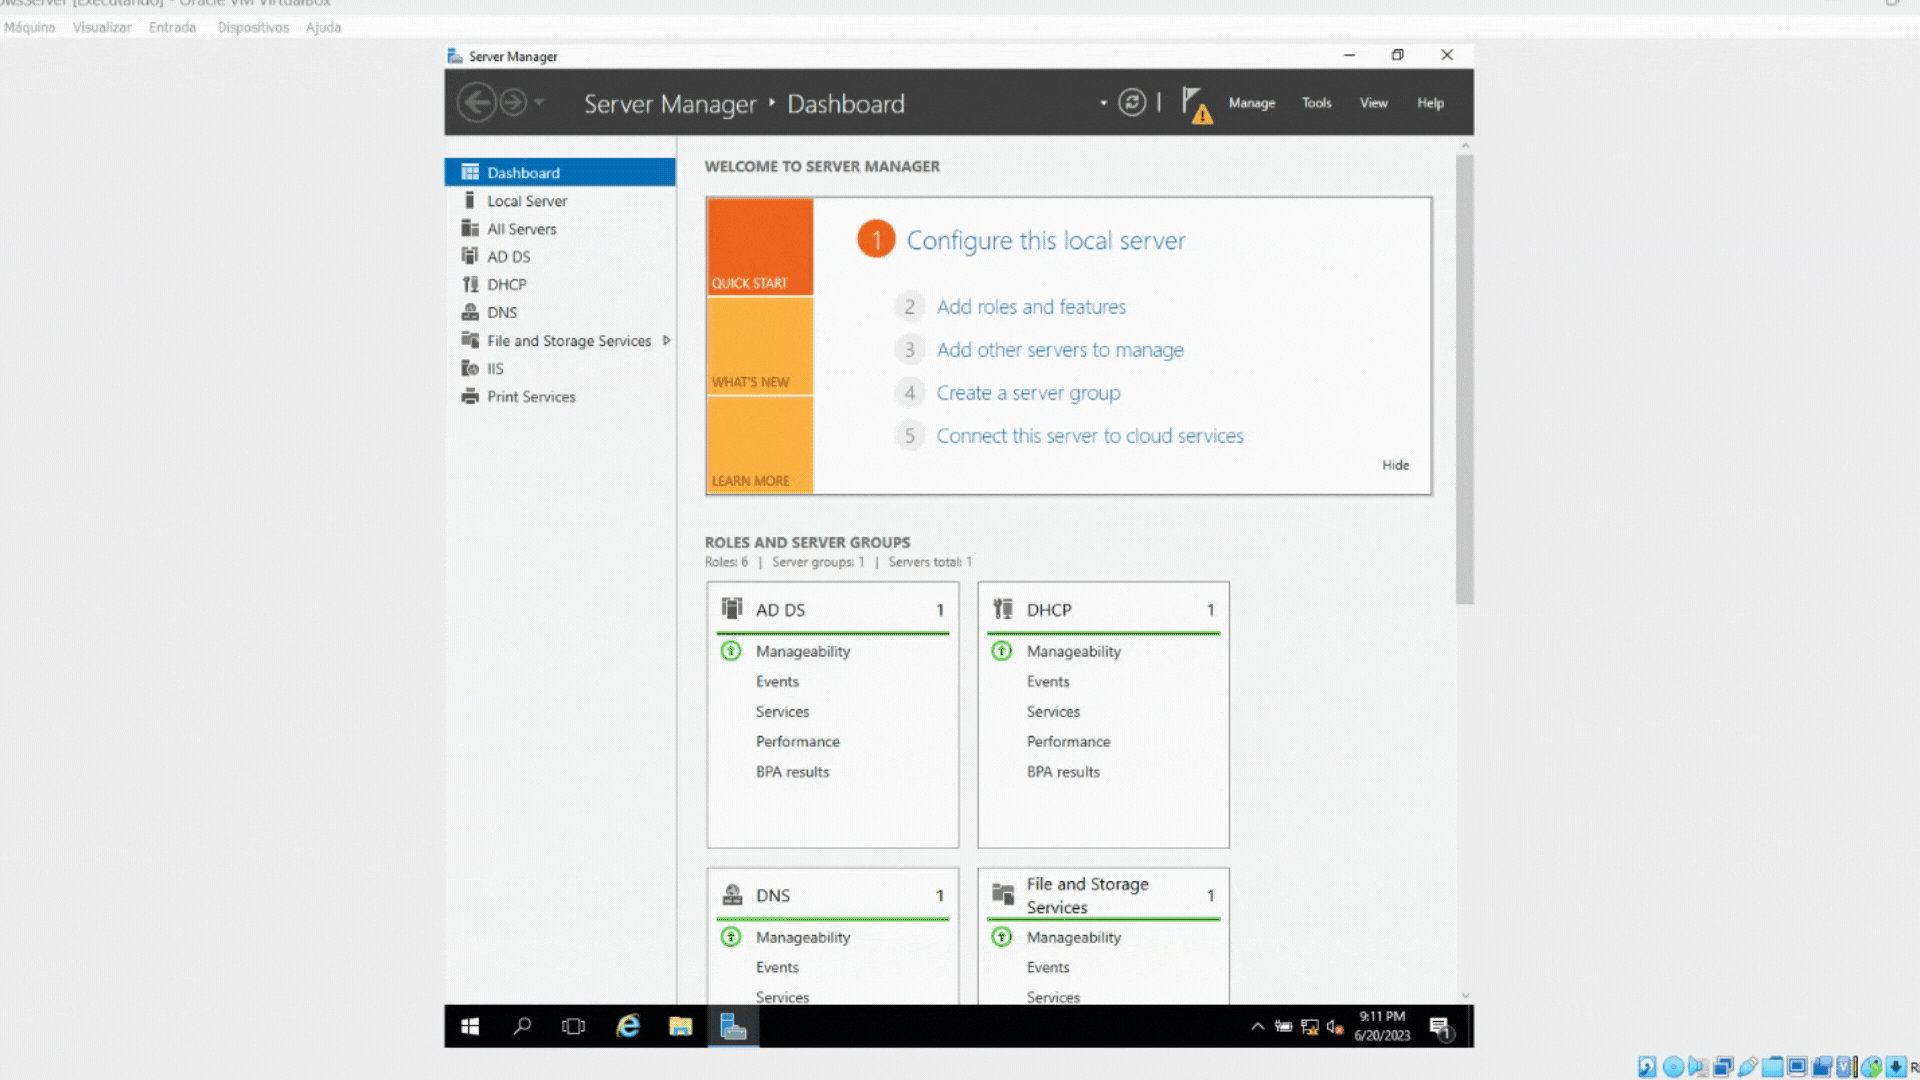 [Executando] - Oracle VM VirtualBox
Máquina Visualizar Entrada Dispositivos Ajuda
Server Manager
Server Manager Dashboard
Manage Tools View Help
Dashboard
Local Server
All Servers
AD DS
DHCP
DNS
File and Storage Services
IIS
Print Services
WELCOME TO SERVER MANAGER
QUICK START
WHAT'S NEW
LEARN MORE
1 Configure this local server
2 Add roles and features
3 Add other servers to manage
4 Create a server group
5 Connect this server to cloud services
Hide
ROLES AND SERVER GROUPS
Roles: 6 | Server groups: 1 | Servers total: 1
AD DS 1
Manageability
Events
Services
Performance
BPA results
DHCP 1
Manageability
Events
Services
Performance
BPA results
DNS 1
Manageability
Events
Services
File and Storage
Services 1
Manageability
Events
Services
9:11 PM
6/20/2023
1